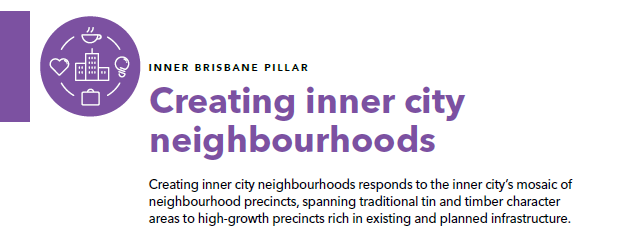 INNER BRISBANE PILLAR
Creating inner city
neighbourhoods
Creating inner city neighbourhoods responds to the inner city's mosaic of
neighbourhood precincts, spanning traditional tin and timber character
areas to high-growth precincts rich in existing and planned infrastructure.